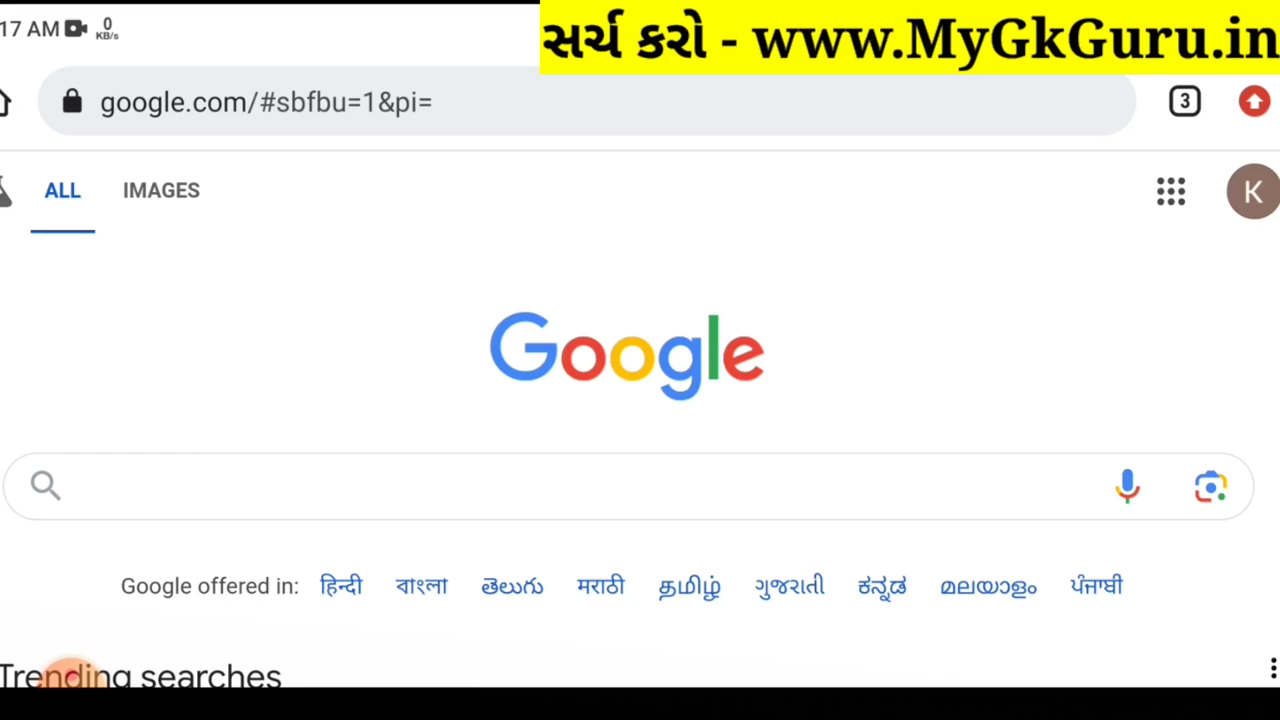 17 AM 0 KB/s
સર્ચ કરો - www.MyGkGuru.in
google.com/#sbfbu=1&pi=
3
ALL IMAGES
K
Google
Google offered in: हिन्दी বাংলা తెలుగు मराठी தமிழ் ગુજરાતી ಕನ್ನಡ മലയാളം ਪੰਜਾਬੀ
Trending searches